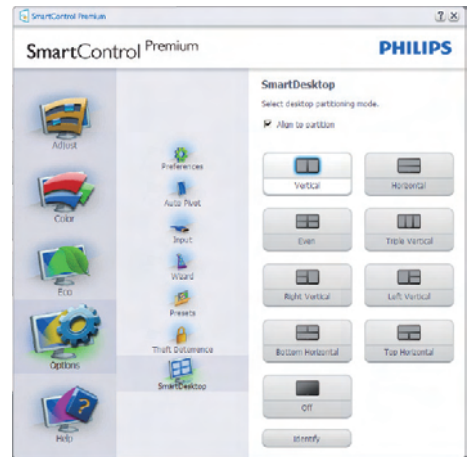 SmartControl Premium
SmartControl Premium
PHILIPS
Adjust
Color
Eco
Options
Help
Preferences
Auto Pivot
Input
Wizard
Presets
Theft Deterrence
SmartDesktop
SmartDesktop
Select desktop partitioning mode.
Align to partition
Vertical
Horizontal
Even
Triple Vertical
Right Vertical
Left Vertical
Bottom Horizontal
Top Horizontal
Off
Identify